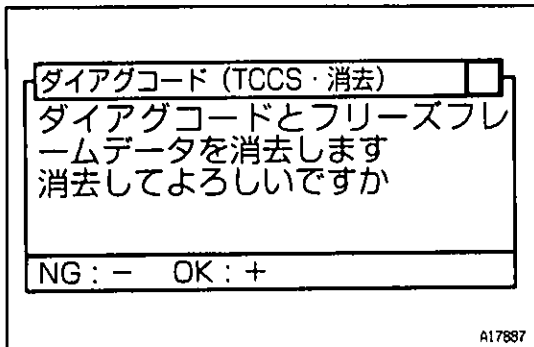 ダイアグコード (TCCS・消去)
ダイアグコードとフリーズフレ
ームデータを消去します
消去してよろしいですか
NG : −　OK : +
A17887